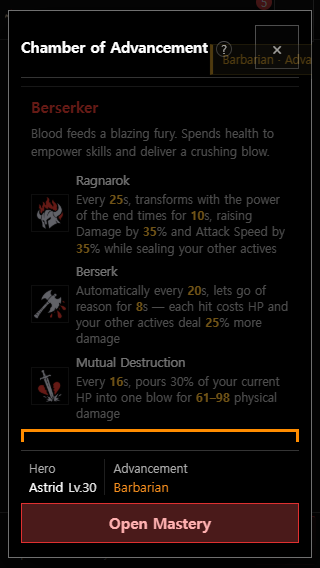 Chamber of Advancement ?
×
Barbarian · Adva
Berserker
Blood feeds a blazing fury. Spends health to
empower skills and deliver a crushing blow.
Ragnarok
Every 25s, transforms with the power
of the end times for 10s, raising
Damage by 35% and Attack Speed by
35% while sealing your other actives
Berserk
Automatically every 20s, lets go of
reason for 8s — each hit costs HP and
your other actives deal 25% more
damage
Mutual Destruction
Every 16s, pours 30% of your current
HP into one blow for 61–98 physical
damage
Hero
Astrid Lv.30
Advancement
Barbarian
Open Mastery